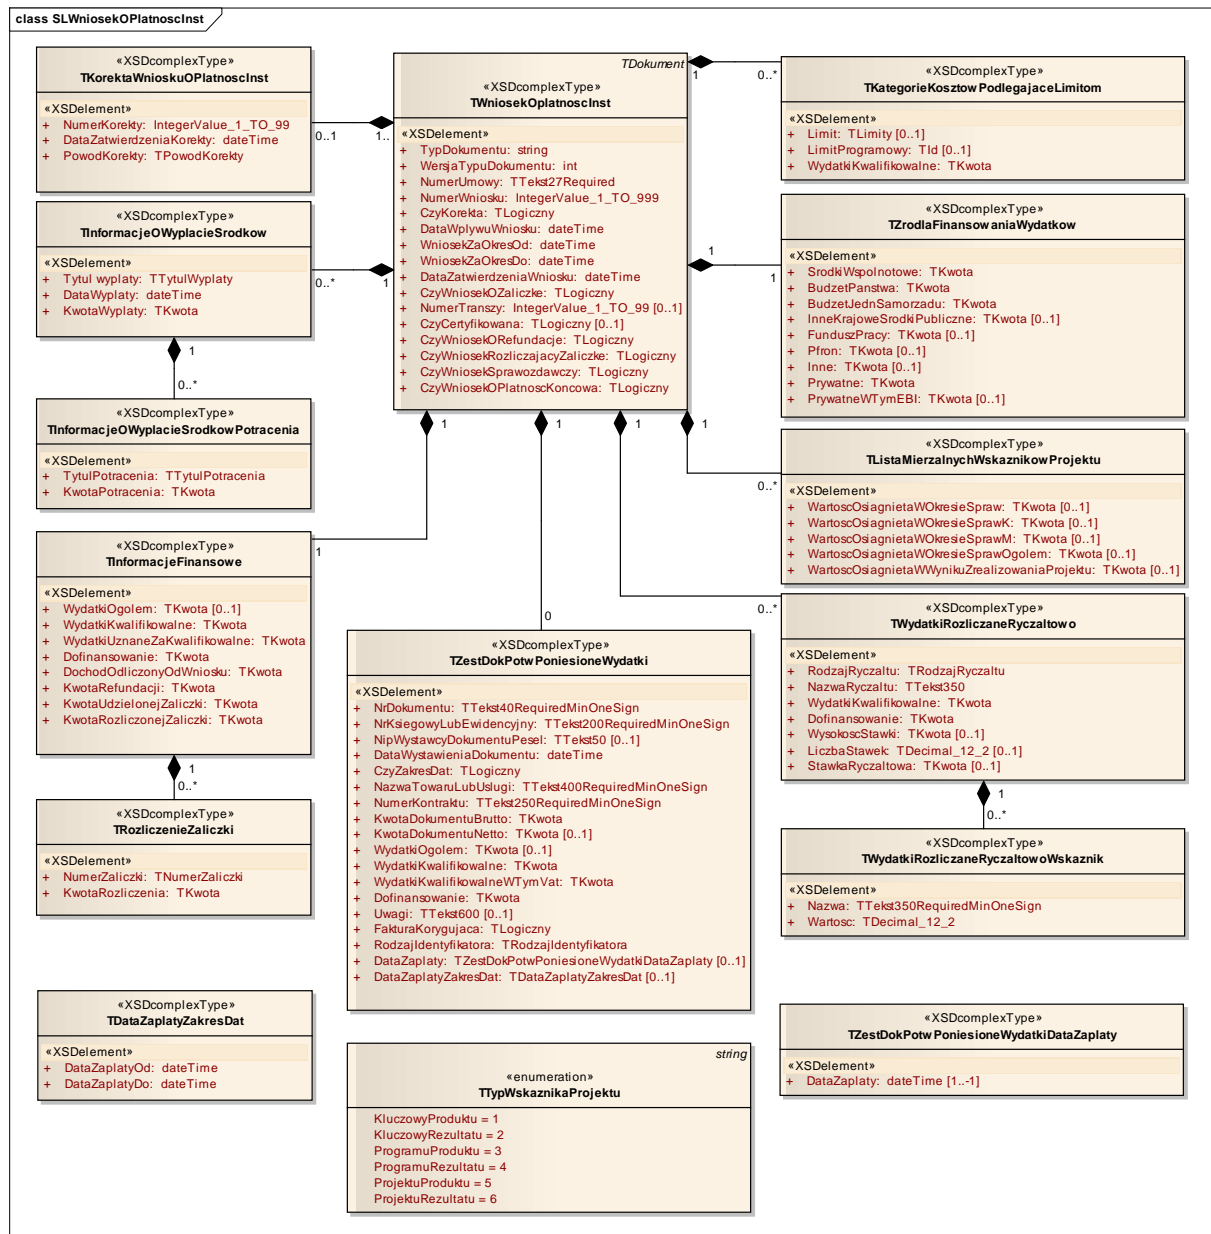 class SLWniosekOPlatnoscInst
«XSDcomplexType»
TKorektaWnioskuOPlatnoscInst
«XSDelement»
+ NumerKorekty: IntegerValue_1_TO_99
+ DataZatwierdzeniaKorekty: dateTime
+ PowodKorekty: TPowodKorekty
0..1
1..
TDokument
«XSDcomplexType»
TWniosekOplatnoscInst
«XSDelement»
+ TypDokumentu: string
+ WersjaTypuDokumentu: int
+ NumerUmowy: TTekst27Required
+ NumerWniosku: IntegerValue_1_TO_999
+ CzyKorekta: TLogiczny
+ DataWplywuWniosku: dateTime
+ WniosekZaOkresOd: dateTime
+ WniosekZaOkresDo: dateTime
+ DataZatwierdzeniaWniosku: dateTime
+ CzyWniosekOZaliczke: TLogiczny
+ NumerTranszy: IntegerValue_1_TO_99 [0..1]
+ CzyCertyfikowana: TLogiczny [0..1]
+ CzyWniosekORefundacje: TLogiczny
+ CzyWniosekRozliczajacyZaliczke: TLogiczny
+ CzyWniosekSprawozdawczy: TLogiczny
+ CzyWniosekOPlatnoscKoncowa: TLogiczny
1
0..*
«XSDcomplexType»
TKategorieKosztowPodlegajaceLimitom
«XSDelement»
+ Limit: TLimity [0..1]
+ LimitProgramowy: TId [0..1]
+ WydatkiKwalifikowalne: TKwota
«XSDcomplexType»
TInformacjeOWyplacieSrodkow
«XSDelement»
+ Tytul wyplaty: TTytulWyplaty
+ DataWyplaty: dateTime
+ KwotaWyplaty: TKwota
0..*
1
1
1
«XSDcomplexType»
TZrodlaFinansowaniaWydatkow
«XSDelement»
+ SrodkiWspolnotowe: TKwota
+ BudzetPanstwa: TKwota
+ BudzetJednSamorzadu: TKwota
+ InneKrajoweSrodkiPubliczne: TKwota [0..1]
+ FunduszPracy: TKwota [0..1]
+ Pfron: TKwota [0..1]
+ Inne: TKwota [0..1]
+ Prywatne: TKwota
+ PrywatneWTymEBI: TKwota [0..1]
1
0..*
«XSDcomplexType»
TInformacjeOWyplacieSrodkowPotracenia
«XSDelement»
+ TytulPotracenia: TTytulPotracenia
+ KwotaPotracenia: TKwota
1
1
1
1
0..*
«XSDcomplexType»
TListaMierzalnychWskaznikowProjektu
«XSDelement»
+ WartoscOsiagnietaWOkresieSpraw: TKwota [0..1]
+ WartoscOsiagnietaWOkresieSprawK: TKwota [0..1]
+ WartoscOsiagnietaWOkresieSprawM: TKwota [0..1]
+ WartoscOsiagnietaWOkresieSprawOgolem: TKwota [0..1]
+ WartoscOsiagnietaWWynikuZrealizowaniaProjektu: TKwota [0..1]
1
«XSDcomplexType»
TInformacjeFinansowe
«XSDelement»
+ WydatkiOgolem: TKwota [0..1]
+ WydatkiKwalifikowalne: TKwota
+ WydatkiUznaneZaKwalifikowalne: TKwota
+ Dofinansowanie: TKwota
+ DochodOdliczonyOdWniosku: TKwota
+ KwotaRefundacji: TKwota
+ KwotaUdzielonejZaliczki: TKwota
+ KwotaRozliczonejZaliczki: TKwota
1
0..*
«XSDcomplexType»
TRozliczenieZaliczki
«XSDelement»
+ NumerZaliczki: TNumerZaliczki
+ KwotaRozliczenia: TKwota
0
«XSDcomplexType»
TZestDokPotwPoniesioneWydatki
«XSDelement»
+ NrDokumentu: TTekst40RequiredMinOneSign
+ NrKsiegowyLubEwidencyjny: TTekst200RequiredMinOneSign
+ NipWystawcyDokumentuPesel: TTekst50 [0..1]
+ DataWystawieniaDokumentu: dateTime
+ CzyZakresDat: TLogiczny
+ NazwaTowaruLubUslugi: TTekst400RequiredMinOneSign
+ NumerKontraktu: TTekst250RequiredMinOneSign
+ KwotaDokumentuBrutto: TKwota
+ KwotaDokumentuNetto: TKwota [0..1]
+ WydatkiOgolem: TKwota [0..1]
+ WydatkiKwalifikowalne: TKwota
+ WydatkiKwalifikowalneWTymVat: TKwota
+ Dofinansowanie: TKwota
+ Uwagi: TTekst600 [0..1]
+ FakturaKorygujaca: TLogiczny
+ RodzajIdentyfikatora: TRodzajIdentyfikatora
+ DataZaplaty: TZestDokPotwPoniesioneWydatkiDataZaplaty [0..1]
+ DataZaplatyZakresDat: TDataZaplatyZakresDat [0..1]
0..*
«XSDcomplexType»
TWydatkiRozliczaneRyczaltowo
«XSDelement»
+ RodzajRyczaltu: TRodzajRyczaltu
+ NazwaRyczaltu: TTekst350
+ WydatkiKwalifikowalne: TKwota
+ Dofinansowanie: TKwota
+ WysokoscStawki: TKwota [0..1]
+ LiczbaStawek: TDecimal_12_2 [0..1]
+ StawkaRyczaltowa: TKwota [0..1]
1
0..*
«XSDcomplexType»
TWydatkiRozliczaneRyczaltowoWskaznik
«XSDelement»
+ Nazwa: TTekst350RequiredMinOneSign
+ Wartosc: TDecimal_12_2
«XSDcomplexType»
TDataZaplatyZakresDat
«XSDelement»
+ DataZaplatyOd: dateTime
+ DataZaplatyDo: dateTime
string
«enumeration»
TTypWskaznikaProjektu
KluczowyProduktu = 1
KluczowyRezultatu = 2
ProgramuProduktu = 3
ProgramuRezultatu = 4
ProjektuProduktu = 5
ProjektuRezultatu = 6
«XSDcomplexType»
TZestDokPotwPoniesioneWydatkiDataZaplaty
«XSDelement»
+ DataZaplaty: dateTime [1..-1]